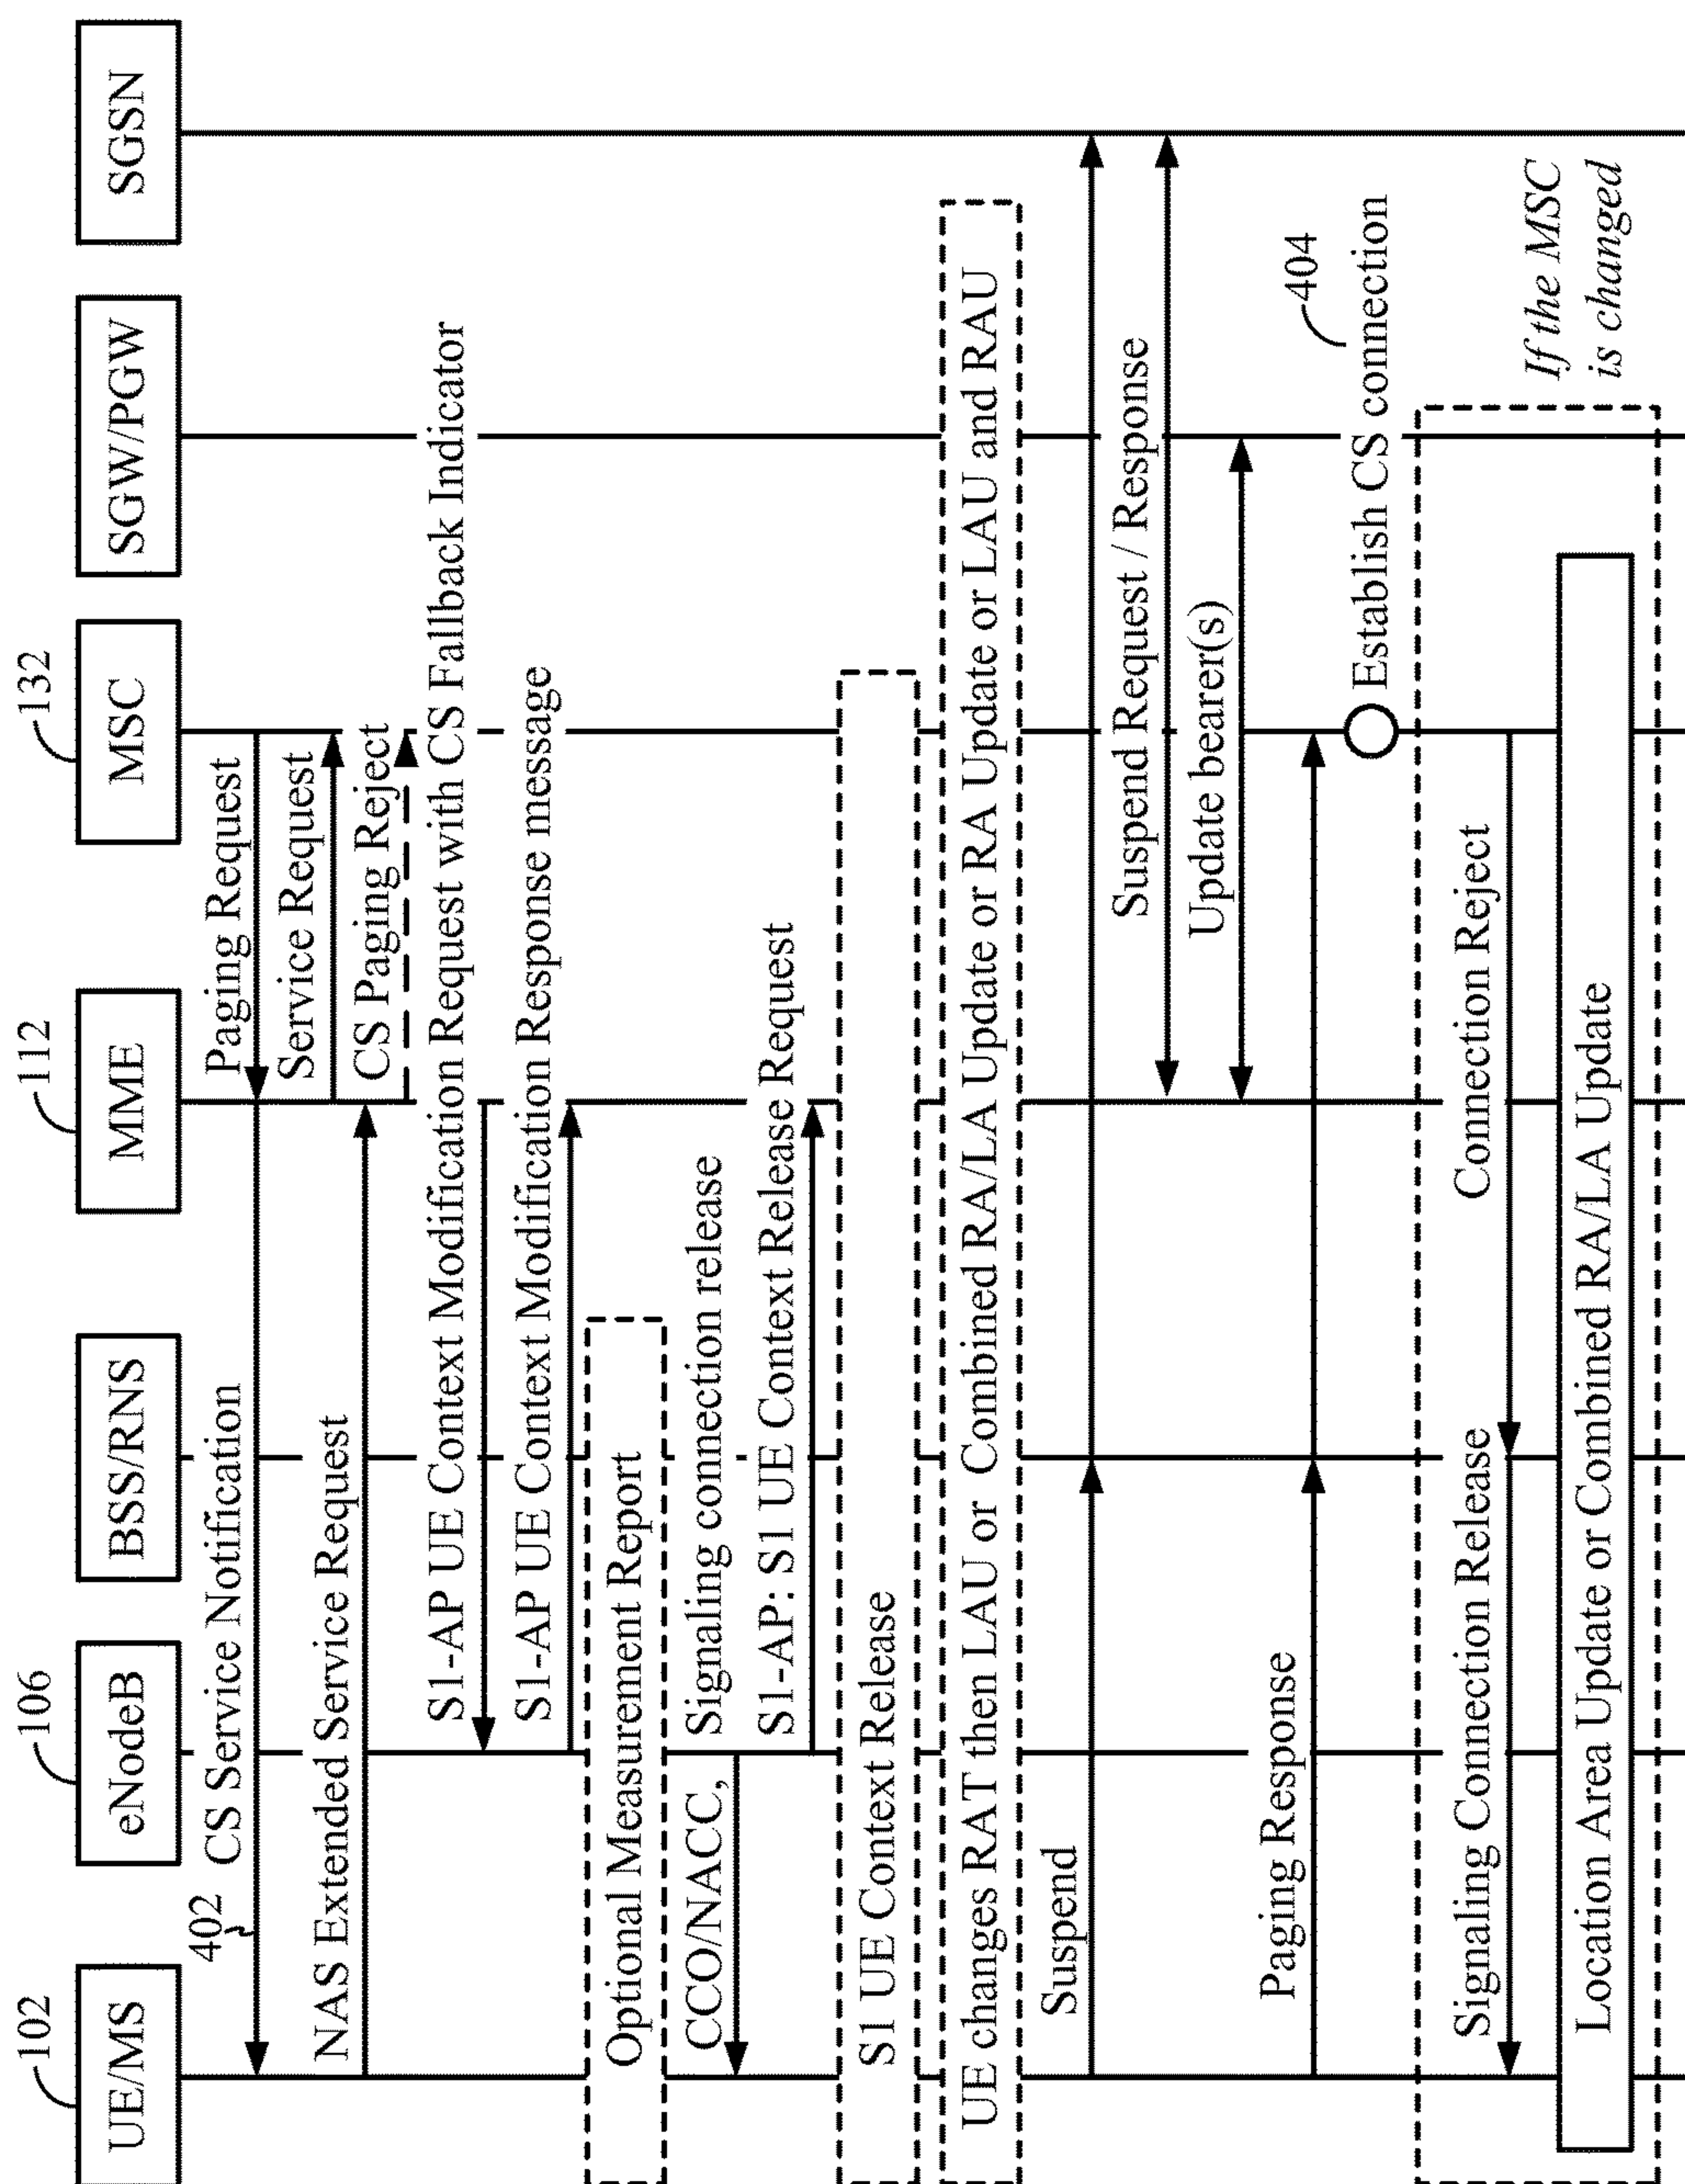 102
106
112
132
UE/MS
eNodeB
BSS/RNS
MME
MSC
SGW/PGW
SGSN
402
CS Service Notification
Paging Request
Service Request
NAS Extended Service Request
CS Paging Reject
S1-AP UE Context Modification Request with CS Fallback Indicator
S1-AP UE Context Modification Response message
Optional Measurement Report
CCO/NACC,
Signaling connection release
S1-AP: S1 UE Context Release Request
S1 UE Context Release
UE changes RAT then LAU or Combined RA/LA Update or RA Update or LAU and RAU
Suspend
Suspend Request / Response
Update bearer(s)
Paging Response
404
Establish CS connection
Signaling Connection Release
Connection Reject
If the MSC
is changed
Location Area Update or Combined RA/LA Update